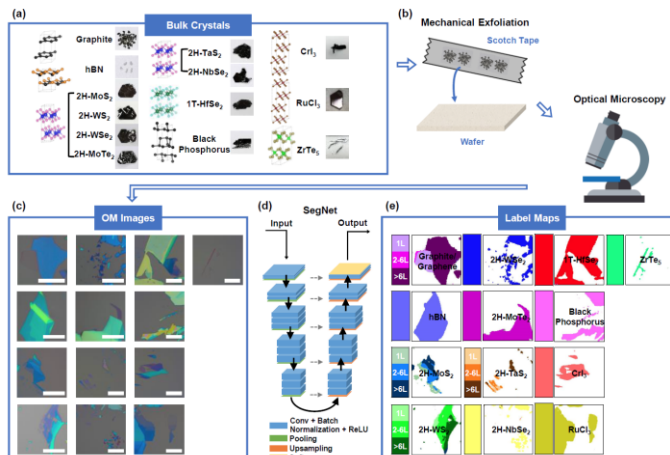 (a)
Bulk Crystals
Graphite
hBN
2H-MoS₂
2H-WS₂
2H-WSe₂
2H-MoTe₂
2H-TaS₂
2H-NbSe₂
1T-HfSe₂
Black
Phosphorus
CrI₃
RuCl₃
ZrTe₅
(b)
Mechanical Exfoliation
Scotch Tape
Wafer
Optical Microscopy
(c)
OM Images
(d)
SegNet
Input
Output
Conv + Batch
Normalization + ReLU
Pooling
Upsampling
(e)
Label Maps
1L
2-6L
>6L
Graphite/
Graphene
2H-WSe₂
1T-HfSe₂
ZrTe₅
hBN
2H-MoTe₂
Black
Phosphorus
1L
2-6L
>6L
2H-MoS₂
1L
2-6L
>6L
2H-TaS₂
CrI₃
1L
2-6L
>6L
2H-WS₂
2H-NbSe₂
RuCl₃